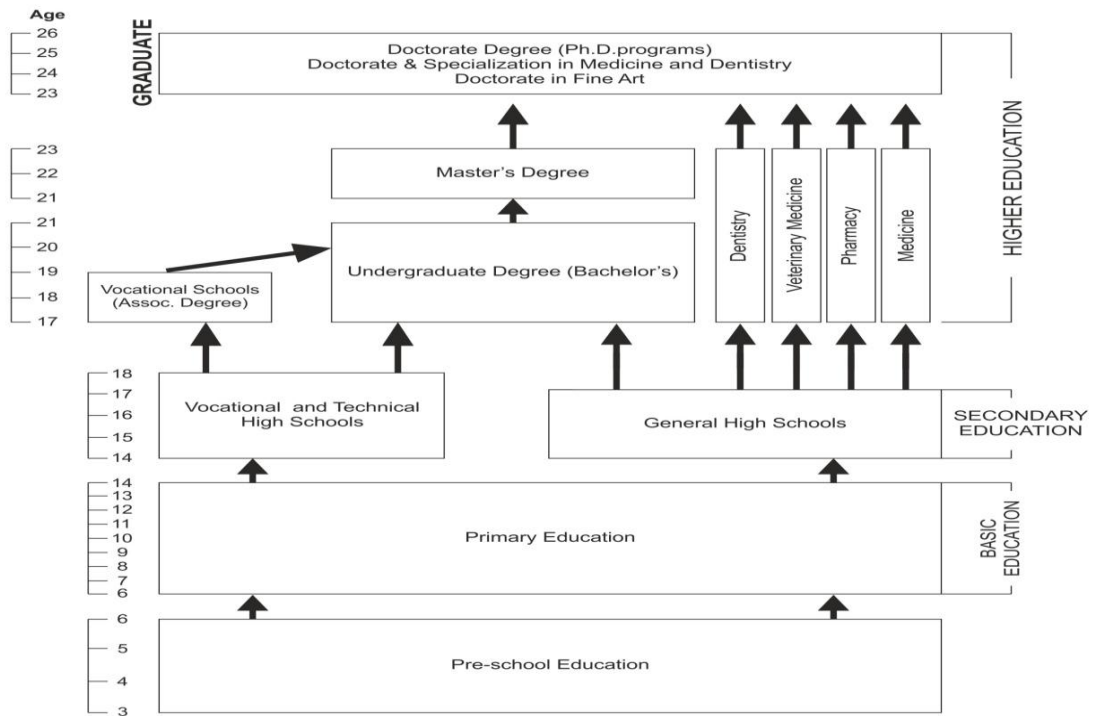 Age
26
25
24
23
GRADUATE
Doctorate Degree (Ph.D.programs)
Doctorate & Specialization in Medicine and Dentistry
Doctorate in Fine Art
HIGHER EDUCATION
23
22
21
Master's Degree
21
20
19
18
17
Undergraduate Degree (Bachelor's)
Vocational Schools
(Assoc. Degree)
Dentistry
Veterinary Medicine
Pharmacy
Medicine
18
17
16
15
14
Vocational and Technical
High Schools
General High Schools
SECONDARY
EDUCATION
14
13
12
11
10
9
8
7
6
Primary Education
BASIC
EDUCATION
6
5
4
3
Pre-school Education